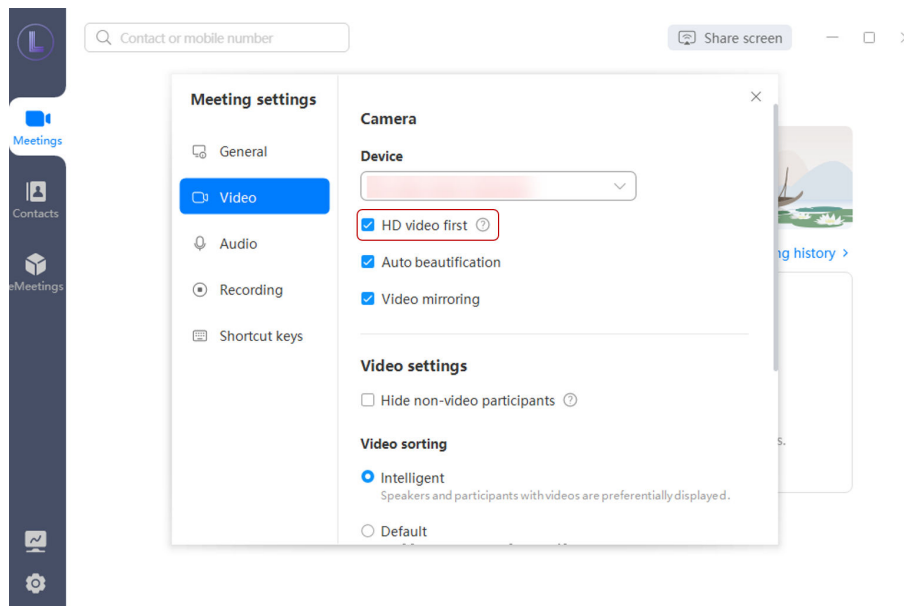 L
Contact or mobile number
Share screen
Meetings
Contacts
eMeetings
Meeting settings
General
Video
Audio
Recording
Shortcut keys
Camera
Device
HD video first
Auto beautification
Video mirroring
Video settings
Hide non-video participants
Video sorting
Intelligent
Speakers and participants with videos are preferentially displayed.
Default
ng history >
s.